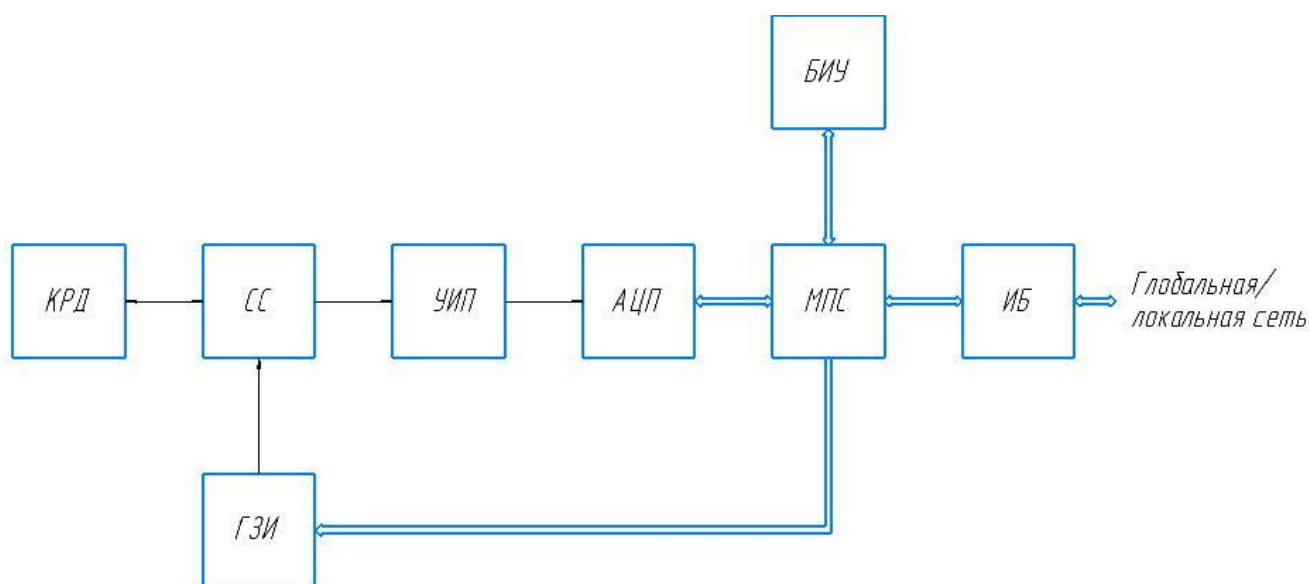 БИУ
КРД
СС
УИП
АЦП
МПС
ИБ
Глобальная/
локальная сеть
ГЗИ